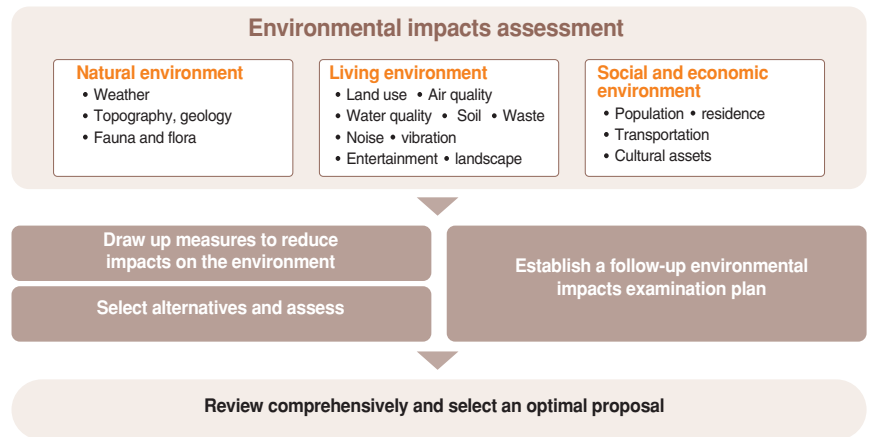 Environmental impacts assessment
Natural environment
• Weather
• Topography, geology
• Fauna and flora
Living environment
• Land use • Air quality
• Water quality • Soil • Waste
• Noise • vibration
• Entertainment • landscape
Social and economic
environment
• Population • residence
• Transportation
• Cultural assets
Draw up measures to reduce
impacts on the environment
Select alternatives and assess
Establish a follow-up environmental
impacts examination plan
Review comprehensively and select an optimal proposal